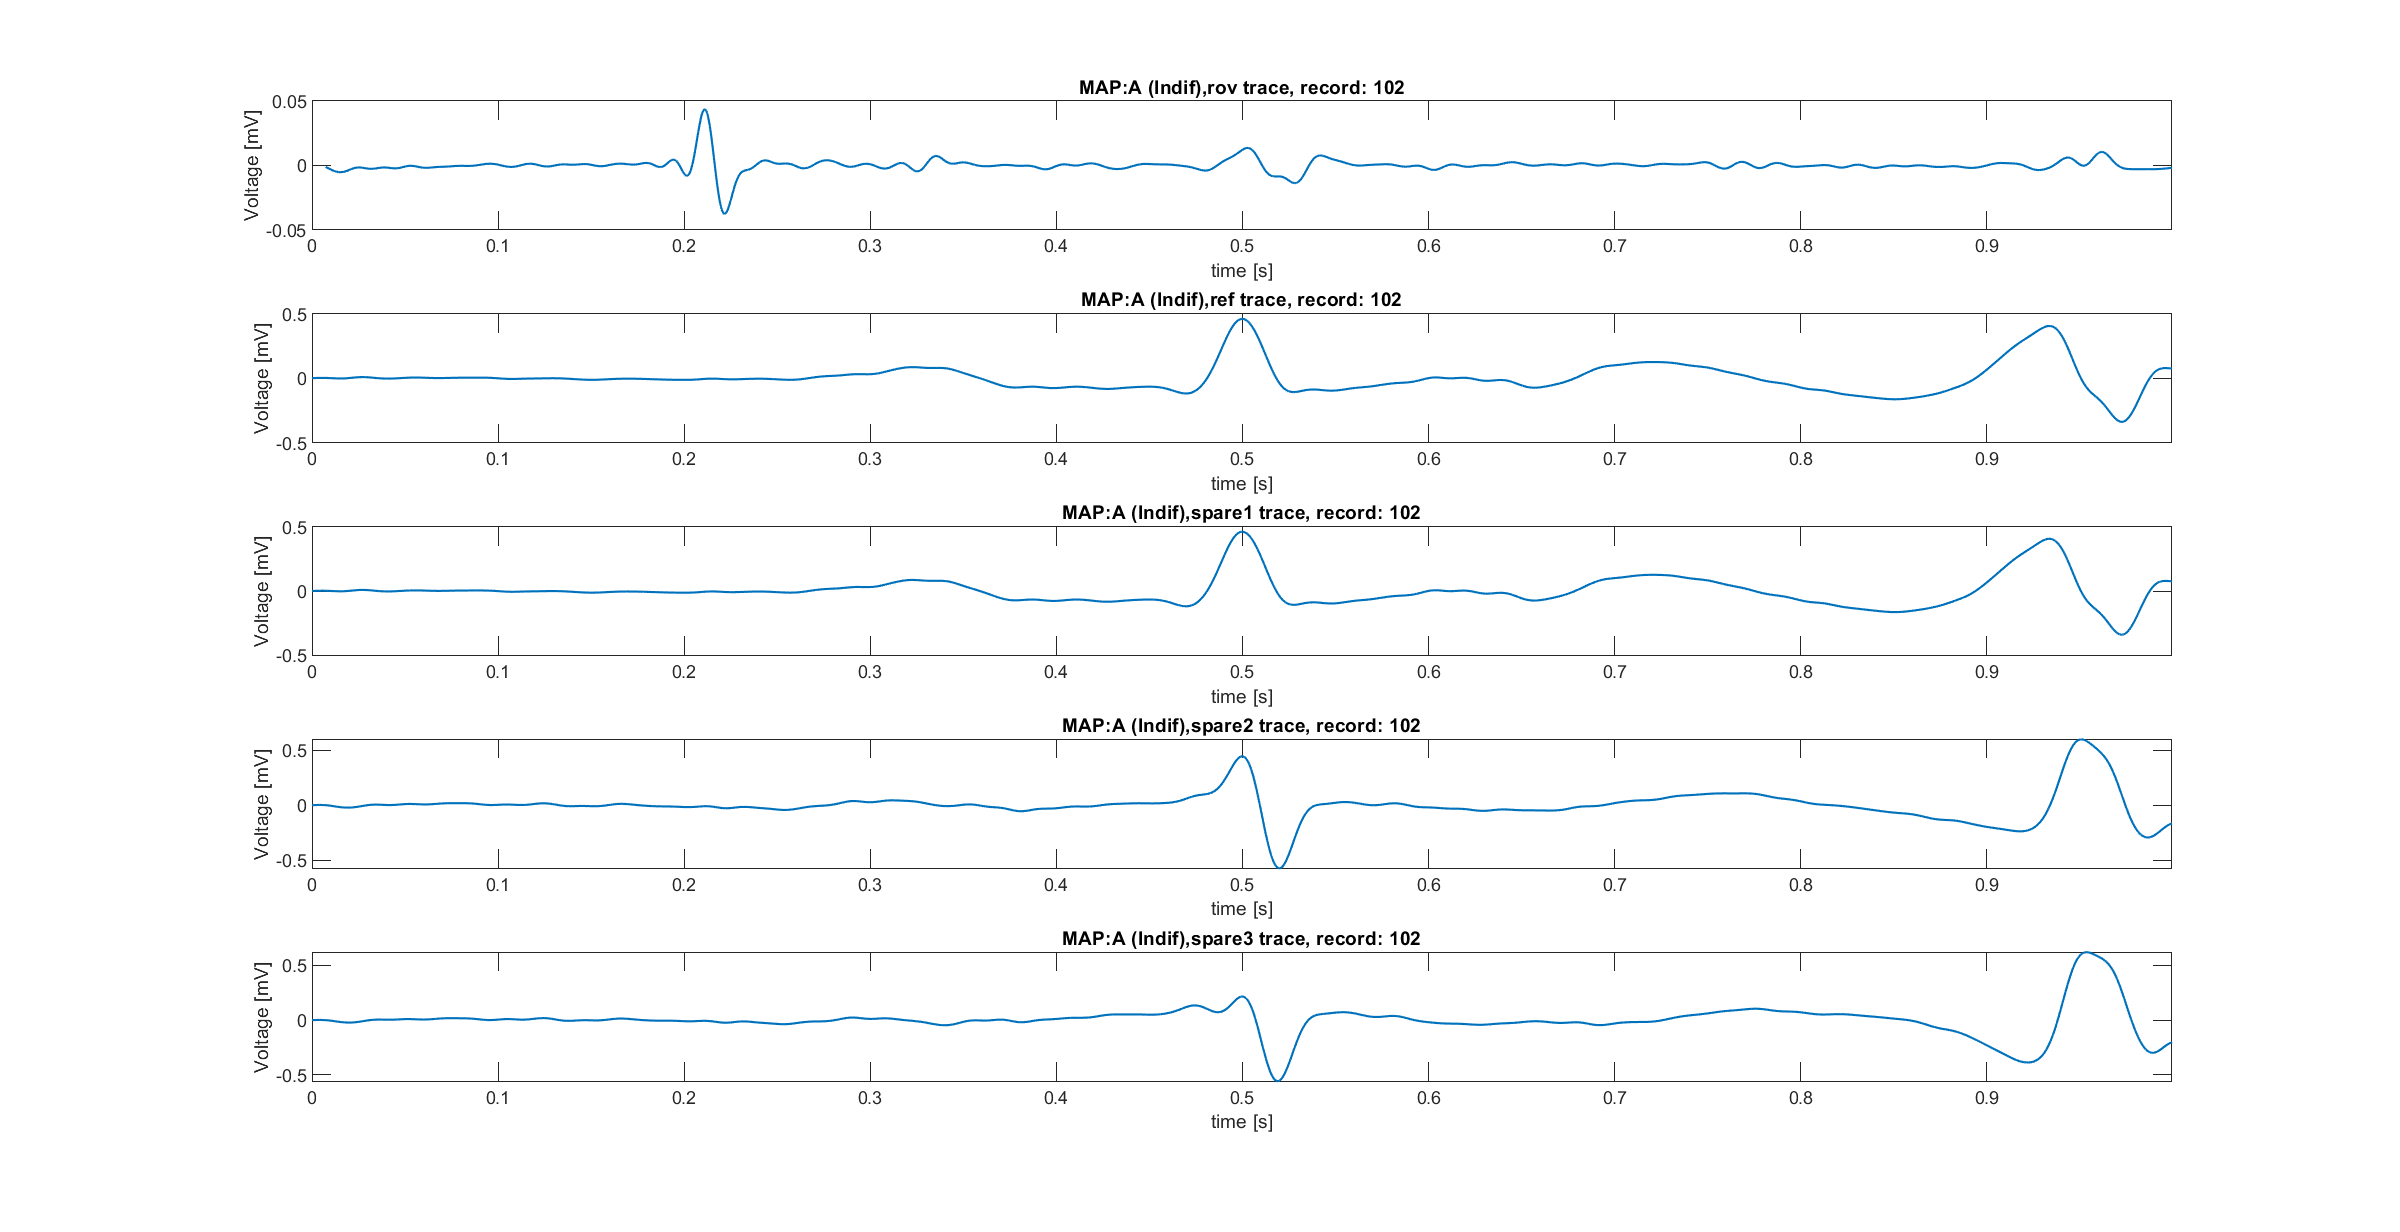 MAP:A (Indif),rov trace, record: 102
Voltage [mV]
0.05
0
-0.05
0 0.1 0.2 0.3 0.4 0.5 0.6 0.7 0.8 0.9
time [s]
MAP:A (Indif),ref trace, record: 102
Voltage [mV]
0.5
0
-0.5
0 0.1 0.2 0.3 0.4 0.5 0.6 0.7 0.8 0.9
time [s]
MAP:A (Indif),spare1 trace, record: 102
Voltage [mV]
0.5
0
-0.5
0 0.1 0.2 0.3 0.4 0.5 0.6 0.7 0.8 0.9
time [s]
MAP:A (Indif),spare2 trace, record: 102
Voltage [mV]
0.5
0
-0.5
0 0.1 0.2 0.3 0.4 0.5 0.6 0.7 0.8 0.9
time [s]
MAP:A (Indif),spare3 trace, record: 102
Voltage [mV]
0.5
0
-0.5
0 0.1 0.2 0.3 0.4 0.5 0.6 0.7 0.8 0.9
time [s]